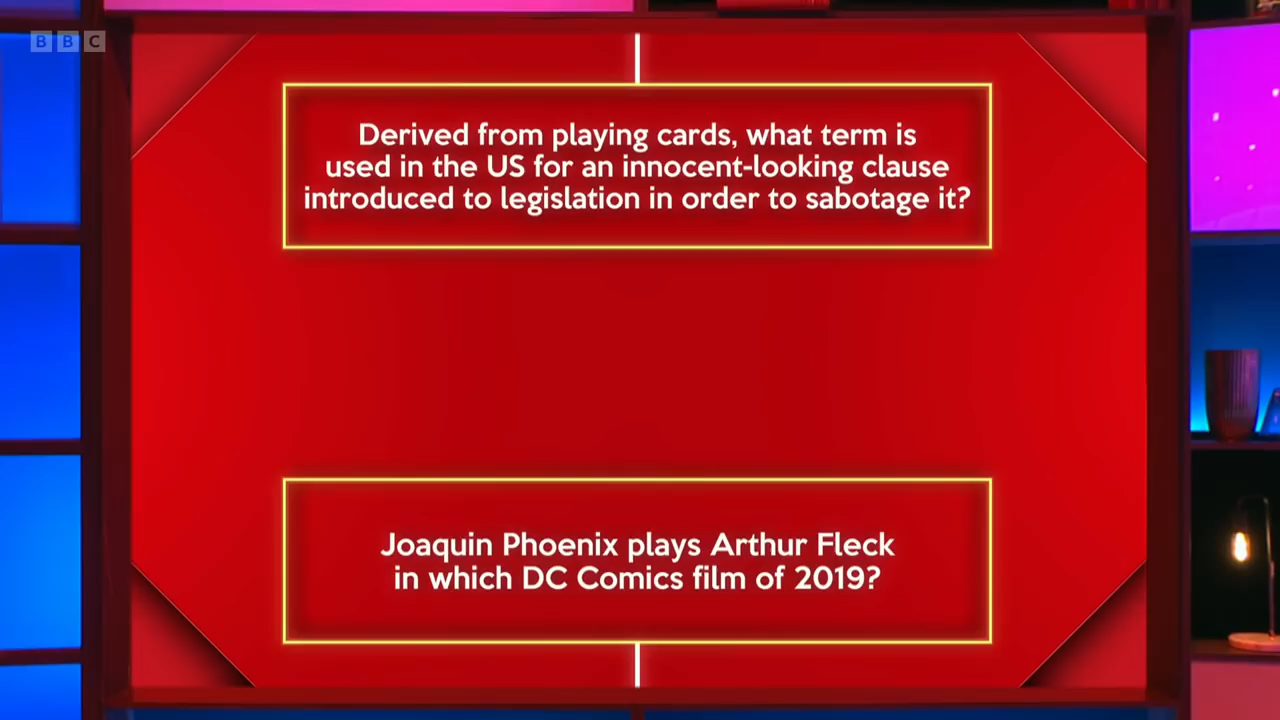 BBC
Derived from playing cards, what term is
used in the US for an innocent-looking clause
introduced to legislation in order to sabotage it?
Joaquin Phoenix plays Arthur Fleck
in which DC Comics film of 2019?